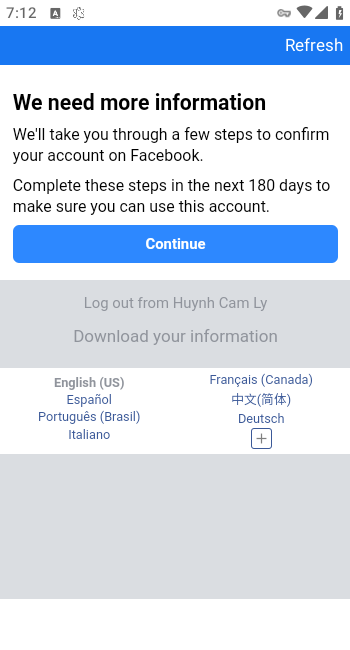 7:12
Refresh
We need more information
We'll take you through a few steps to confirm
your account on Facebook.
Complete these steps in the next 180 days to
make sure you can use this account.
Continue
Log out from Huynh Cam Ly
Download your information
English (US)
Español
Português (Brasil)
Italiano
Français (Canada)
中文(简体)
Deutsch